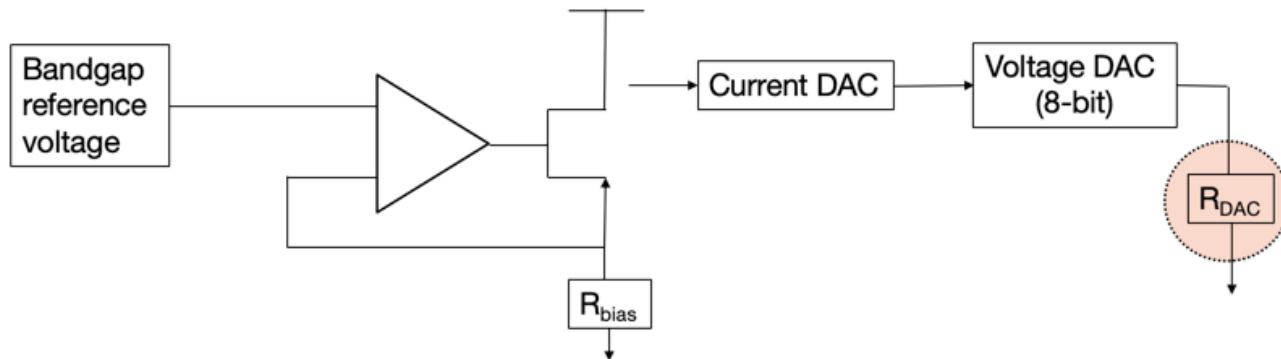 Bandgap
reference
voltage
Current DAC
Voltage DAC
(8-bit)
R_DAC
R_bias